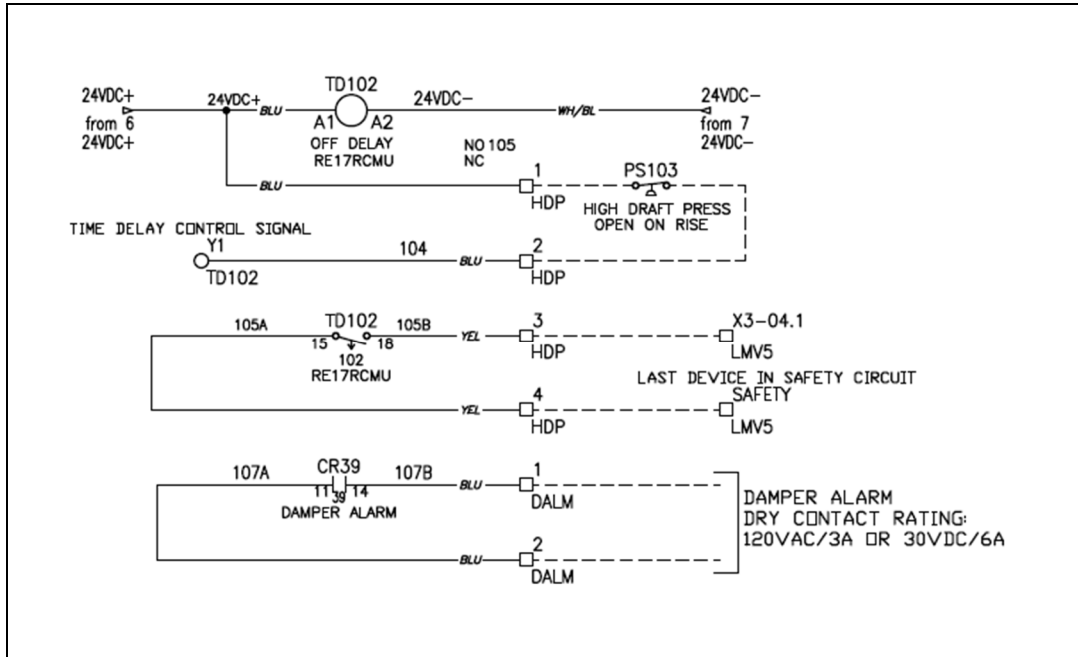 TD102
24VDC+ 24VDC+ BLU 24VDC- WH/BL 24VDC-
from 6 A1 A2 from 7
24VDC+ OFF DELAY NO 105 24VDC-
RE17RCMU NC
BLU 1 PS103
HDP HIGH DRAFT PRESS
OPEN ON RISE
TIME DELAY CONTROL SIGNAL
Y1 104 BLU 2
TD102 HDP
105A TD102 105B YEL 3 X3-04.1
15 18 HDP LMV5
102
RE17RCMU LAST DEVICE IN SAFETY CIRCUIT
YEL 4 SAFETY
HDP LMV5
107A CR39 107B BLU 1
11 39 14 DALM
DAMPER ALARM
DAMPER ALARM
DRY CONTACT RATING:
120VAC/3A OR 30VDC/6A
BLU 2
DALM